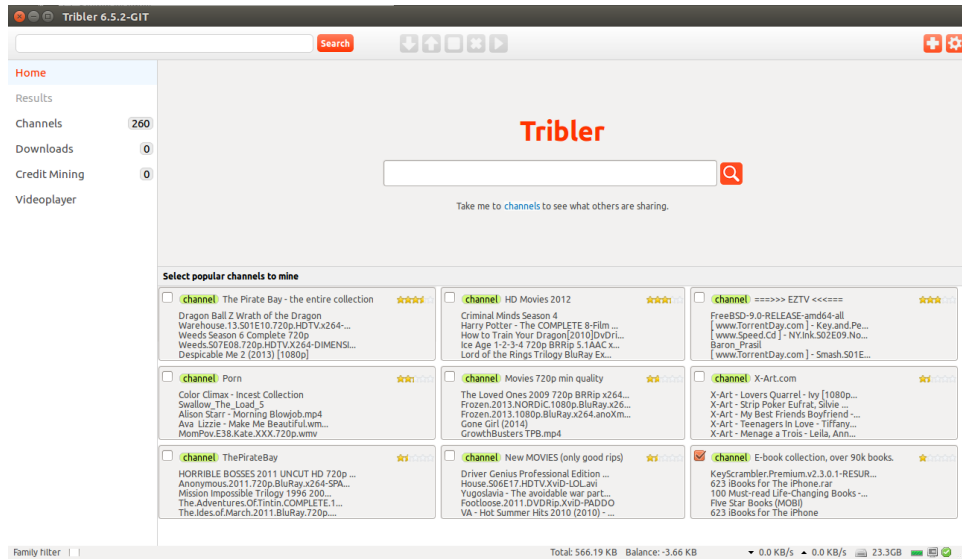 Tribler 6.5.2-GIT
Search
Home
Results
Channels 260
Downloads 0
Credit Mining 0
Videoplayer
Tribler
Take me to channels to see what others are sharing.
Select popular channels to mine
channel The Pirate Bay - the entire collection
Dragon Ball Z Wrath of the Dragon
Warehouse.13.S01E10.720p.HDTV.x264-...
Weeds Season 6 Complete 720p
Weeds.S07E08.720p.HDTV.X264-DIMENSI...
Despicable Me 2 (2013) [1080p]
channel HD Movies 2012
Criminal Minds Season 4
Harry Potter - The COMPLETE 8-Film ...
How to Train Your Dragon[2010]DvDri...
Ice Age 1-2-3-4 720p BRRip 5.1AAC x...
Lord of the Rings Trilogy BluRay Ex...
channel ===>>> EZTV <<<===
FreeBSD-9.0-RELEASE-amd64-all
[ www.TorrentDay.com ] - Key.and.Pe...
[ www.Speed.Cd ] - NY.Ink.S02E09.No...
Baron_Prasil
[ www.TorrentDay.com ] - Smash.S01E...
channel Porn
Color Climax - Incest Collection
Swallow_The_Load_5
Alison Starr - Morning Blowjob.mp4
Ava Lizzie - Make Me Beautiful.wm...
MomPov.E38.Kate.XXX.720p.wmv
channel Movies 720p min quality
The Loved Ones 2009 720p BRRip x264...
Frozen.2013.NORDiC.1080p.BluRay.x26...
Frozen.2013.1080p.BluRay.x264.anoXm...
Gone Girl (2014)
GrowthBusters TPB.mp4
channel X-Art.com
X-Art - Lovers Quarrel - Ivy [1080p...
X-Art - Strip Poker Eufrat, Silvie ...
X-Art - My Best Friends Boyfriend -...
X-Art - Teenagers In Love - Tiffany...
X-Art - Menage a Trois - Leila, Ann...
channel ThePirateBay
HORRIBLE BOSSES 2011 UNCUT HD 720p ...
Anonymous.2011.720p.BluRay.x264-SPA...
Mission Impossible Trilogy 1996 200...
The.Adventures.Of.Tintin.COMPLETE.1...
The.Ides.of.March.2011.BluRay.720p....
channel New MOVIES (only good rips)
Driver Genius Professional Edition ...
House.S06E17.HDTV.XviD-LOL.avi
Yugoslavia - The avoidable war part...
Footloose.2011.DVDRip.XviD-PADDO
VA - Hot Summer Hits 2010 (2010) - ...
channel E-book collection, over 90k books.
KeyScrambler.Premium.v2.3.0.1-RESUR...
623 iBooks for The iPhone.rar
100 Must-read Life-Changing Books -...
Five Star Books (MOBI)
623 iBooks for The iPhone
Family filter Total: 566.19 KB Balance: -3.66 KB 0.0 KB/s 0.0 KB/s 23.3GB